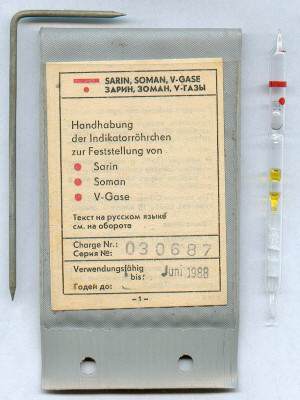 SARIN, SOMAN, V-GASE
ЗАРИН, ЗОМАН, V-ГАЗЫ
Handhabung
der Indikatorröhrchen
zur Feststellung von
Sarin
Soman
V-Gase
Текст на русском языке
см. на обороте
Charge Nr.:
Серия №:
030687
Verwendungsfähig
bis: Juni 1988
Годен до:
-1-